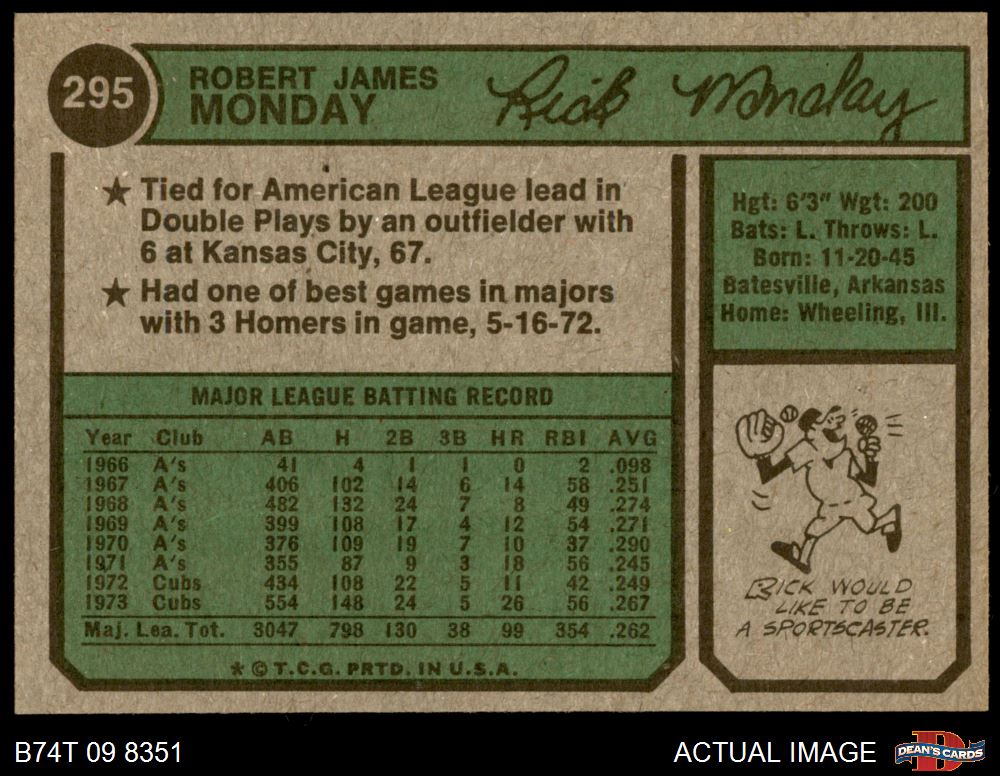 295
ROBERT JAMES
MONDAY
Rick Monday
★ Tied for American League lead in
Double Plays by an outfielder with
6 at Kansas City, 67.
★ Had one of best games in majors
with 3 Homers in game, 5-16-72.
MAJOR LEAGUE BATTING RECORD
Year Club AB H 2B 3B HR RBI AVG
1966 A's 41 4 1 1 0 2 .098
1967 A's 406 102 14 6 14 58 .251
1968 A's 482 132 24 7 8 49 .274
1969 A's 399 108 17 4 12 54 .271
1970 A's 376 109 19 7 10 37 .290
1971 A's 355 87 9 3 18 56 .245
1972 Cubs 434 108 22 5 11 42 .249
1973 Cubs 554 148 24 5 26 56 .267
Maj. Lea. Tot. 3047 798 130 38 99 354 .262
* © T.C.G. PRTD. IN U.S.A.
Hgt: 6'3" Wgt: 200
Bats: L. Throws: L.
Born: 11-20-45
Batesville, Arkansas
Home: Wheeling, Ill.
RICK WOULD
LIKE TO BE
A SPORTSCASTER.
B74T 09 8351
ACTUAL IMAGE
DEAN'S CARDS